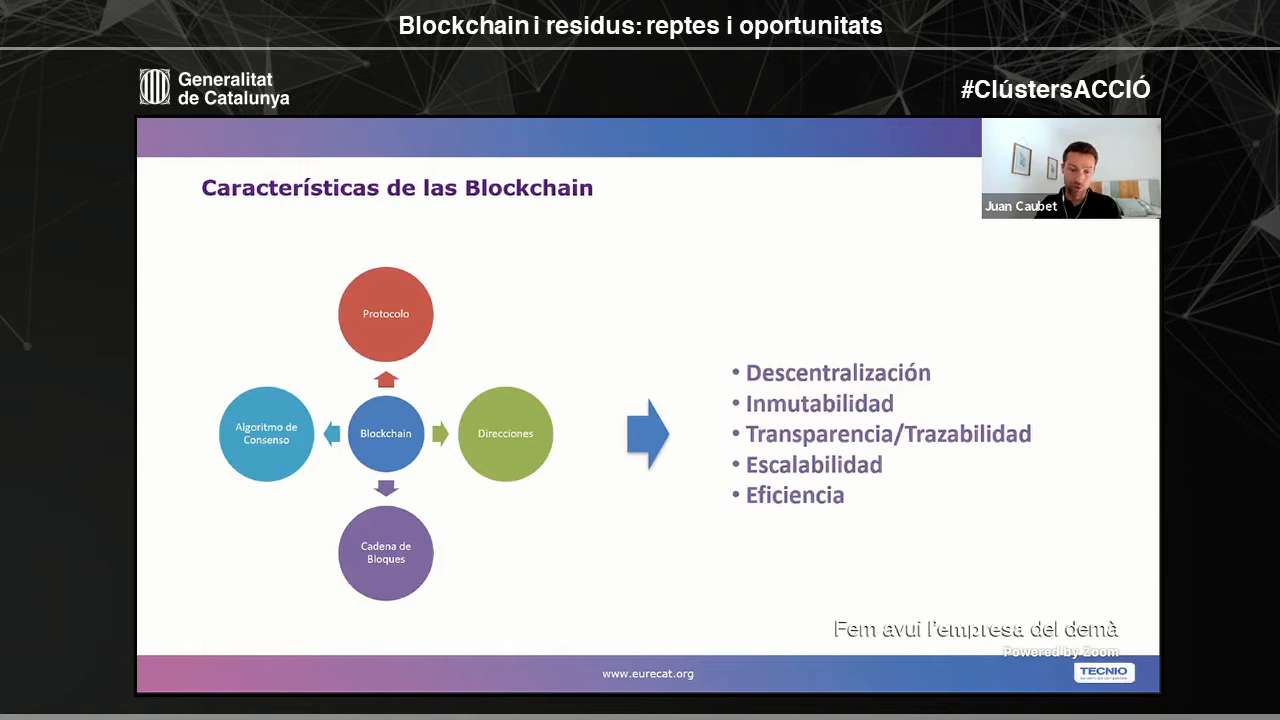 Blockchain i residus: reptes i oportunitats
Generalitat
de Catalunya
#ClústersACCIÓ
Características de las Blockchain
Juan Caubet
Protocolo
Algoritmo de
Consenso
Blockchain
Direcciones
Cadena de
Bloques
• Descentralización
• Inmutabilidad
• Transparencia/Trazabilidad
• Escalabilidad
• Eficiencia
Fem avui l'empresa del demà
Powered by Zoom
www.eurecat.org
TECNIO